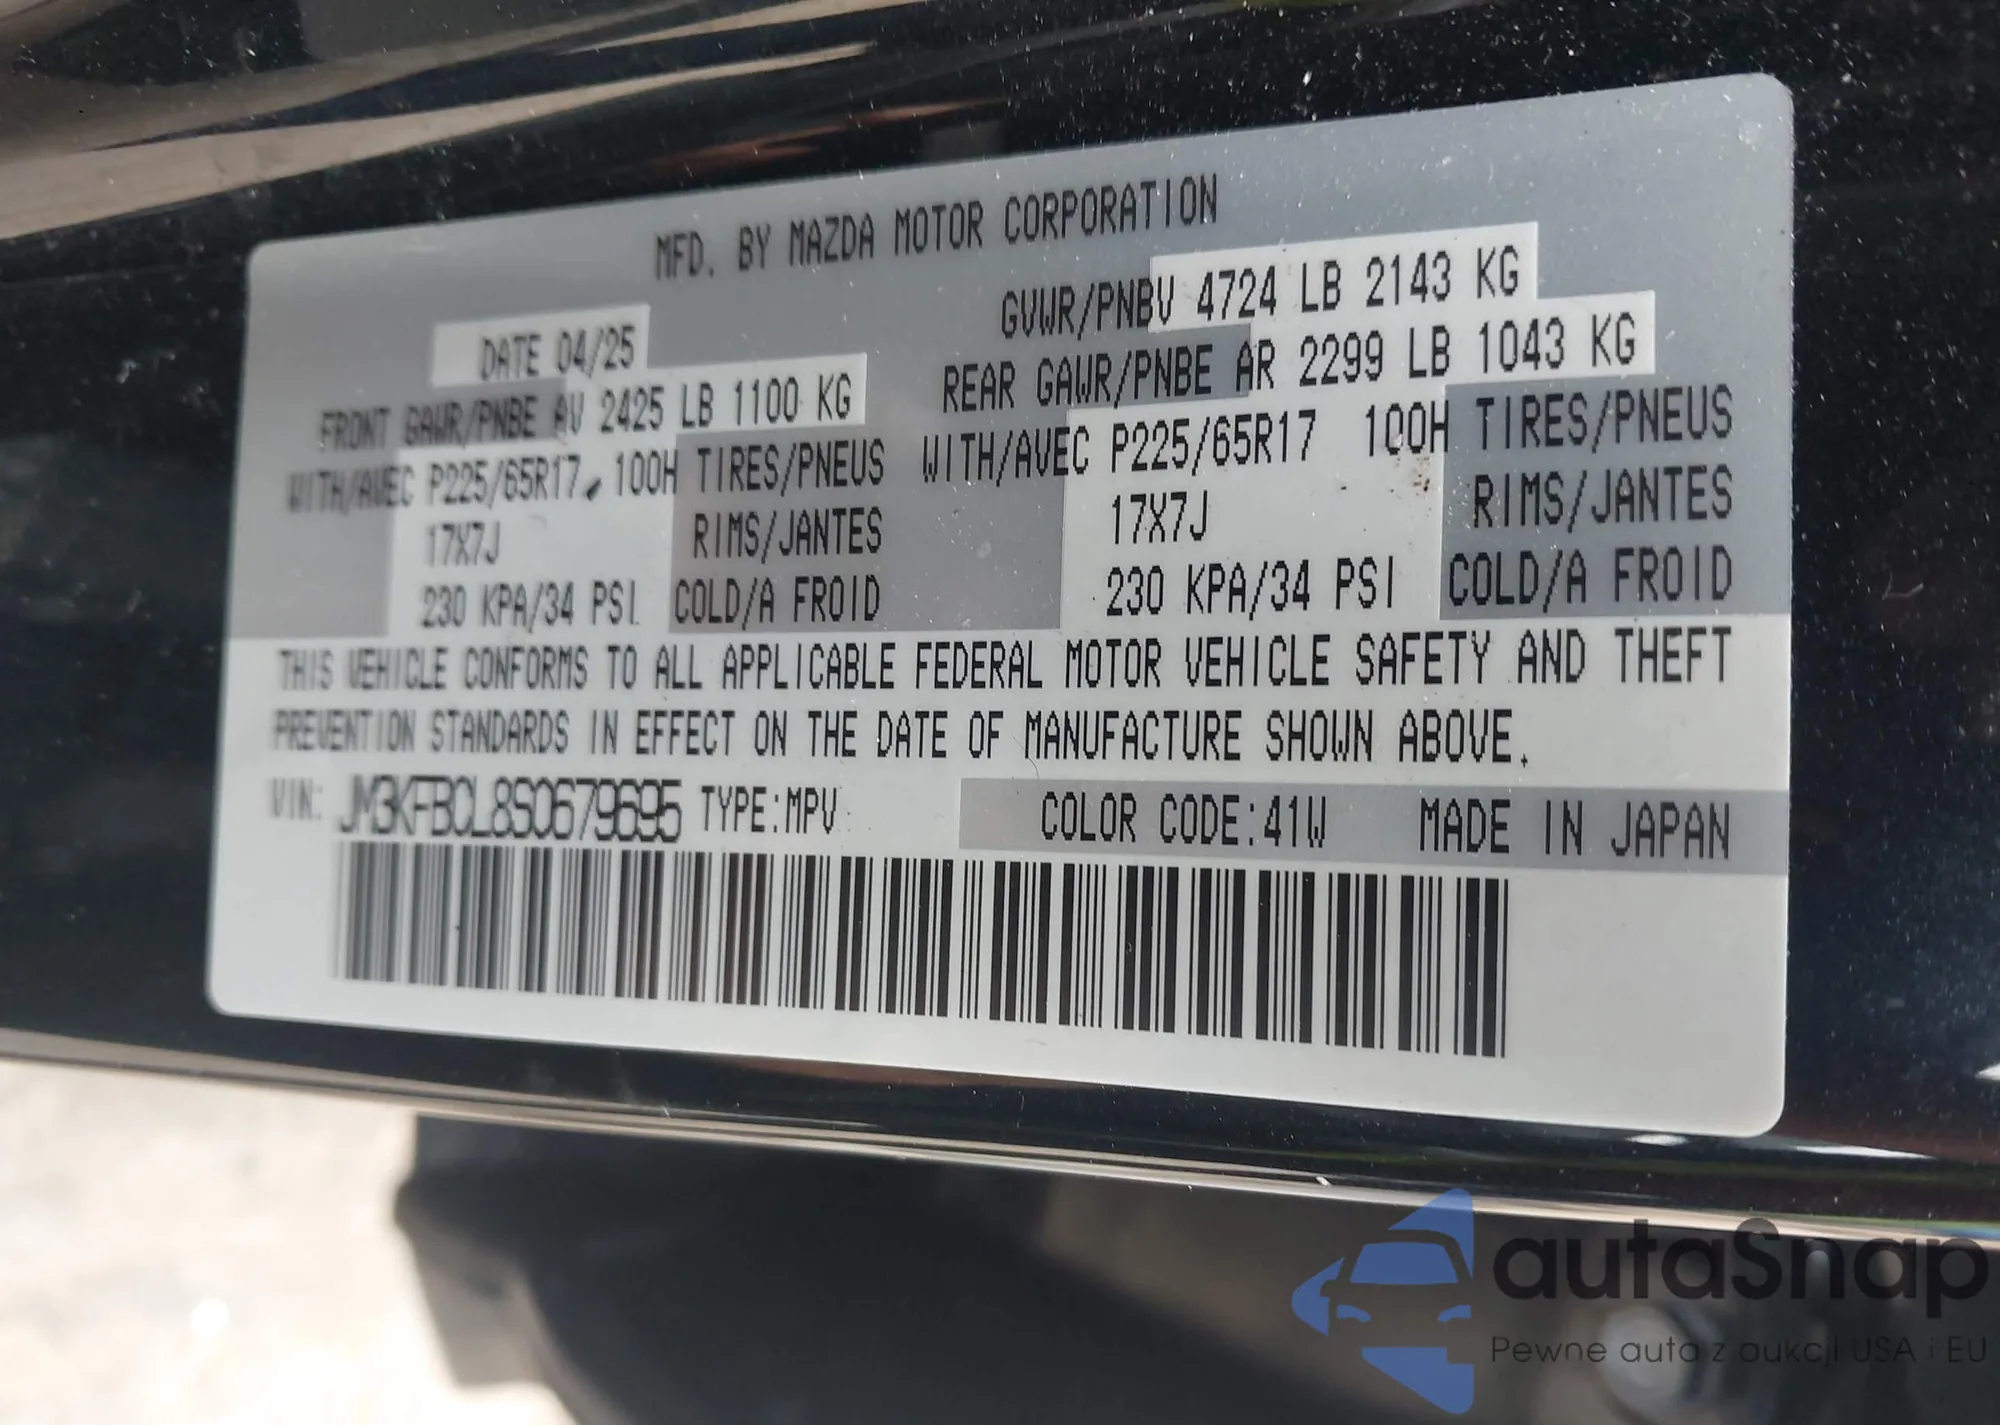 MFD. BY MAZDA MOTOR CORPORATION
DATE 04/25
GVWR/PNBV 4724 LB 2143 KG
FRONT GAWR/PNBE AV 2425 LB 1100 KG
REAR GAWR/PNBE AR 2299 LB 1043 KG
WITH/AVEC P225/65R17 100H TIRES/PNEUS
WITH/AVEC P225/65R17 100H TIRES/PNEUS
17X7J RIMS/JANTES
17X7J RIMS/JANTES
230 KPA/34 PSI COLD/A FROID
230 KPA/34 PSI COLD/A FROID
THIS VEHICLE CONFORMS TO ALL APPLICABLE FEDERAL MOTOR VEHICLE SAFETY AND THEFT
PREVENTION STANDARDS IN EFFECT ON THE DATE OF MANUFACTURE SHOWN ABOVE.
VIN: JM3KFBCL8S0679695 TYPE:MPV COLOR CODE:41W MADE IN JAPAN
autaSnap
Pewne auta z aukcji USA i EU